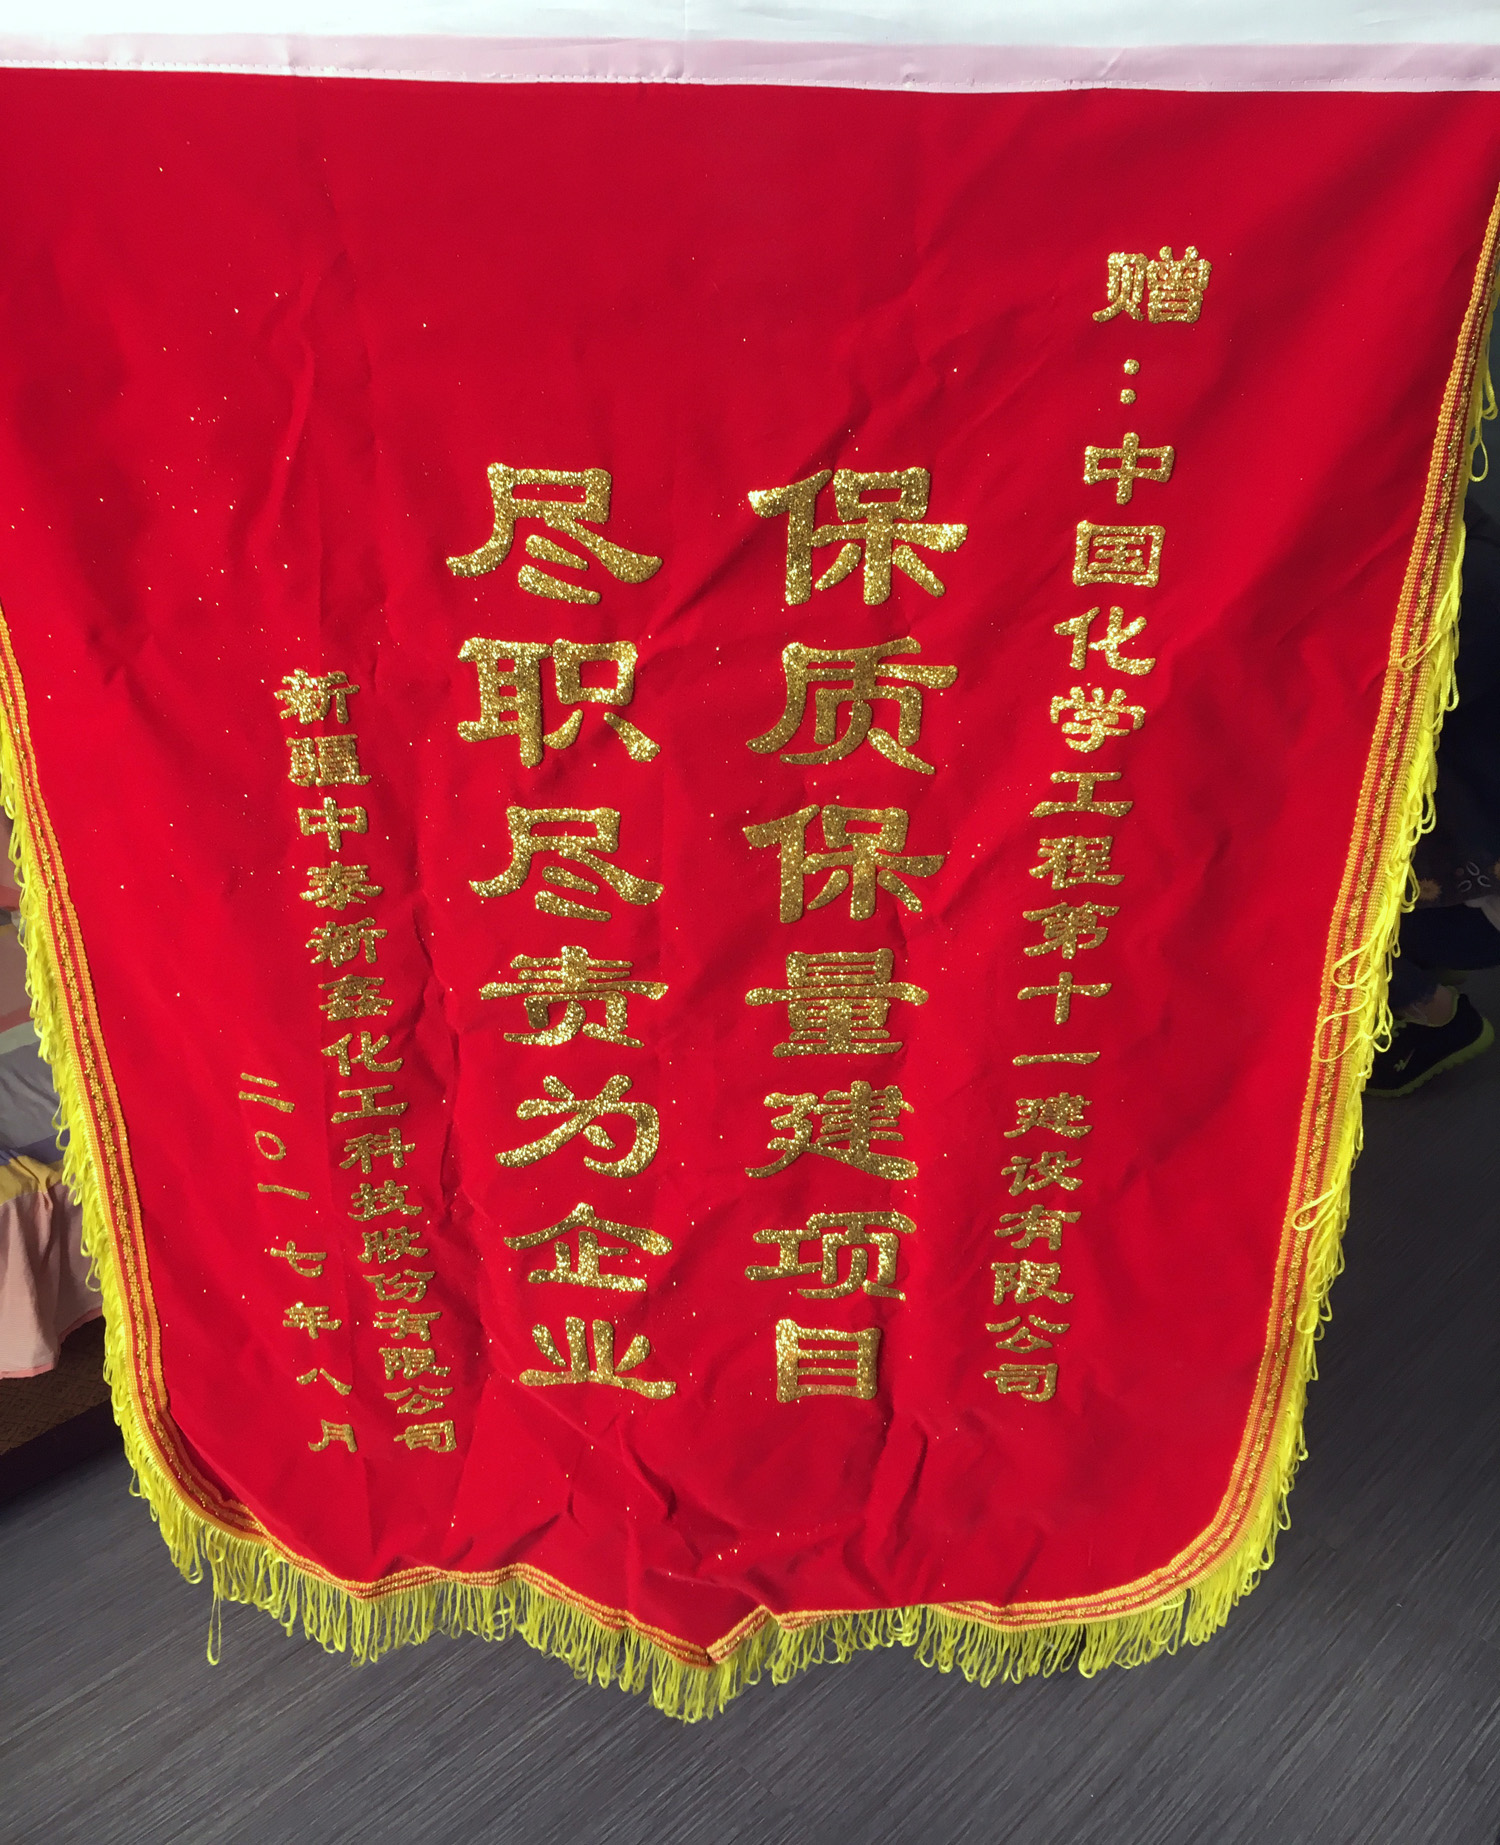 赠：中国化学工程第十一建设有限公司
保质保量建项目
尽职尽责为企业
新疆中泰新鑫化工科技股份有限公司
二〇一七年八月